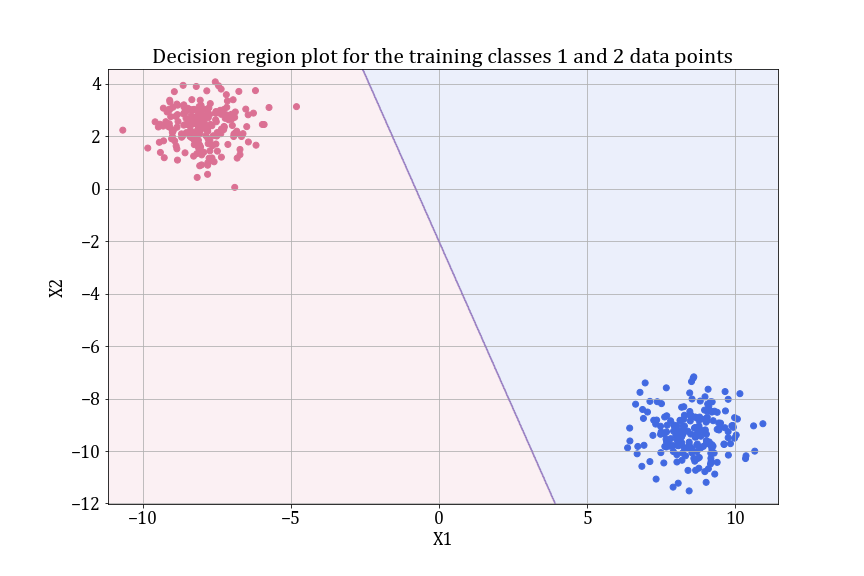 Decision region plot for the training classes 1 and 2 data points
4
2
0
−2
−4
−6
−8
−10
−12
X2
−10 −5 0 5 10
X1